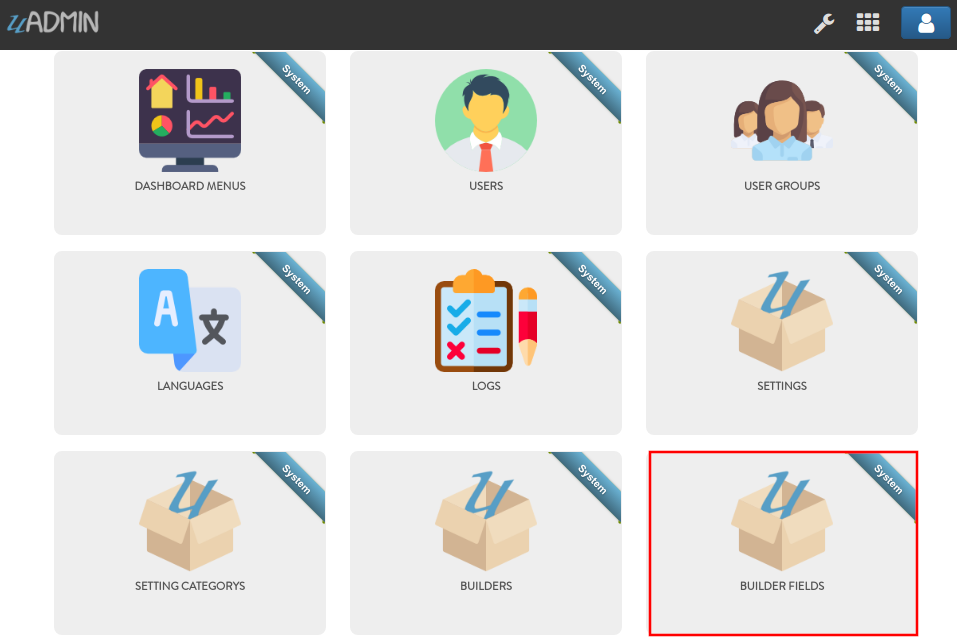 uADMIN
System
System
System
DASHBOARD MENUS
USERS
USER GROUPS
System
System
System
A 文
u
LANGUAGES
LOGS
SETTINGS
System
System
System
u
u
u
SETTING CATEGORYS
BUILDERS
BUILDER FIELDS